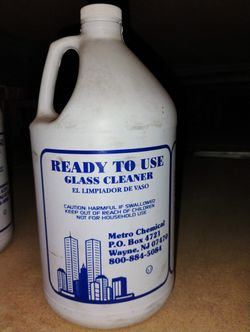 READY TO USE
GLASS CLEANER
EL LIMPIADOR DE VASO
CAUTION: HARMFUL IF SWALLOWED
KEEP OUT OF REACH OF CHILDREN
NOT FOR HOUSEHOLD USE
Metro Chemical
P.O. Box 4721
Wayne, NJ 07470
800-884-5084